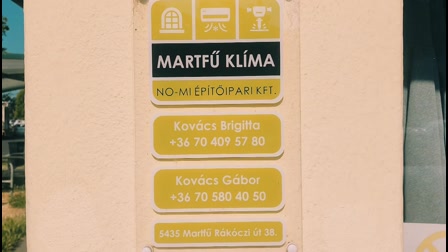 MARTFŰ KLÍMA
NO-MI ÉPÍTŐIPARI KFT.
Kovács Brigitta
+36 70 409 57 80
Kovács Gábor
+36 70 580 40 50
5435 Martfű Rákóczi út 38.